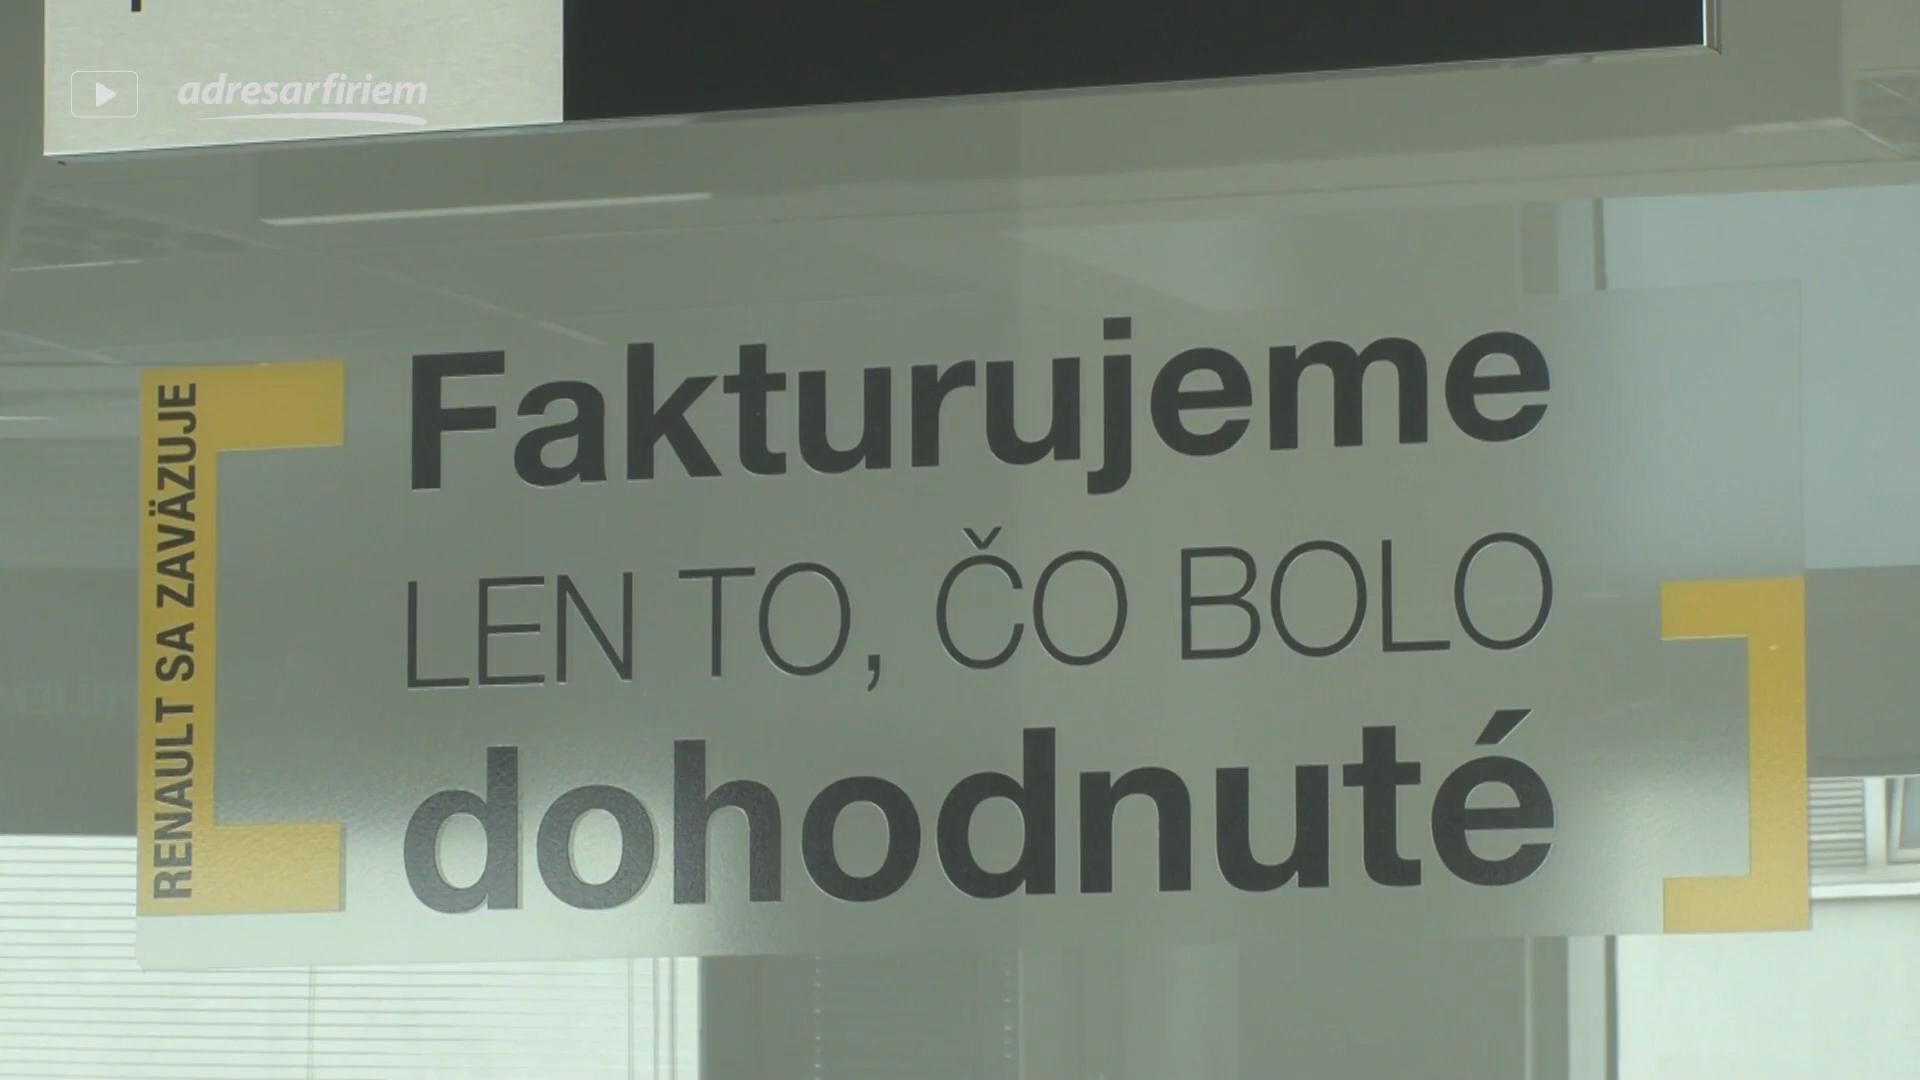 adresarfiriem
RENAULT SA ZAVÄZUJE
Fakturujeme
LEN TO, ČO BOLO
dohodnuté